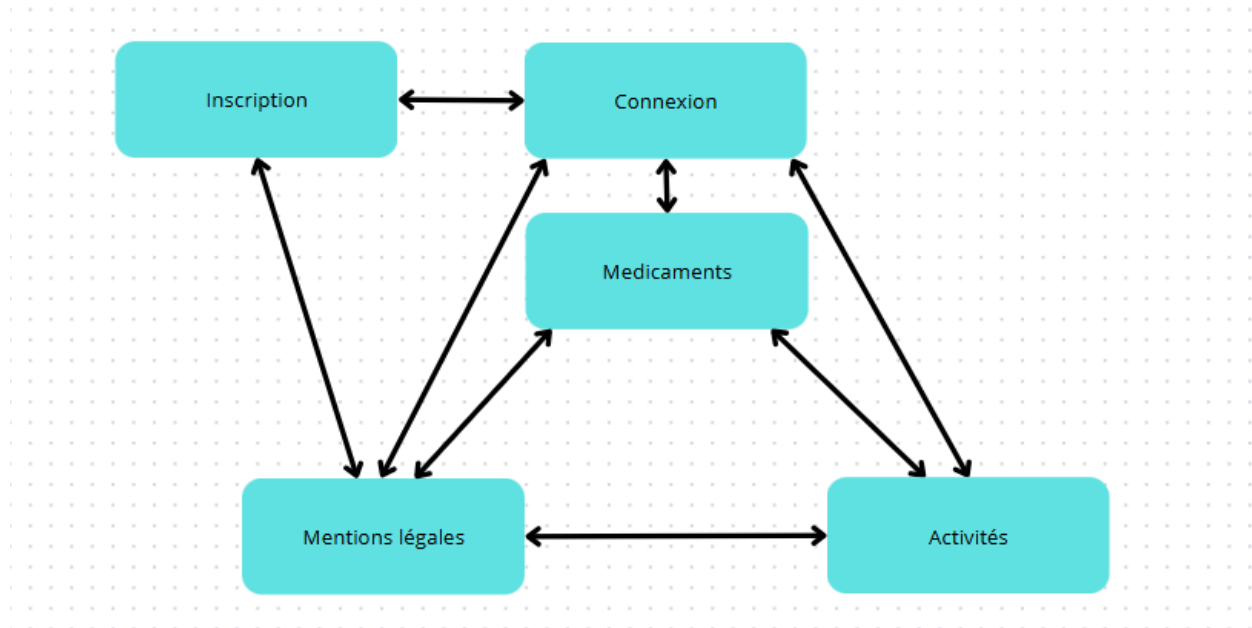 Inscription
Connexion
Medicaments
Mentions légales
Activités